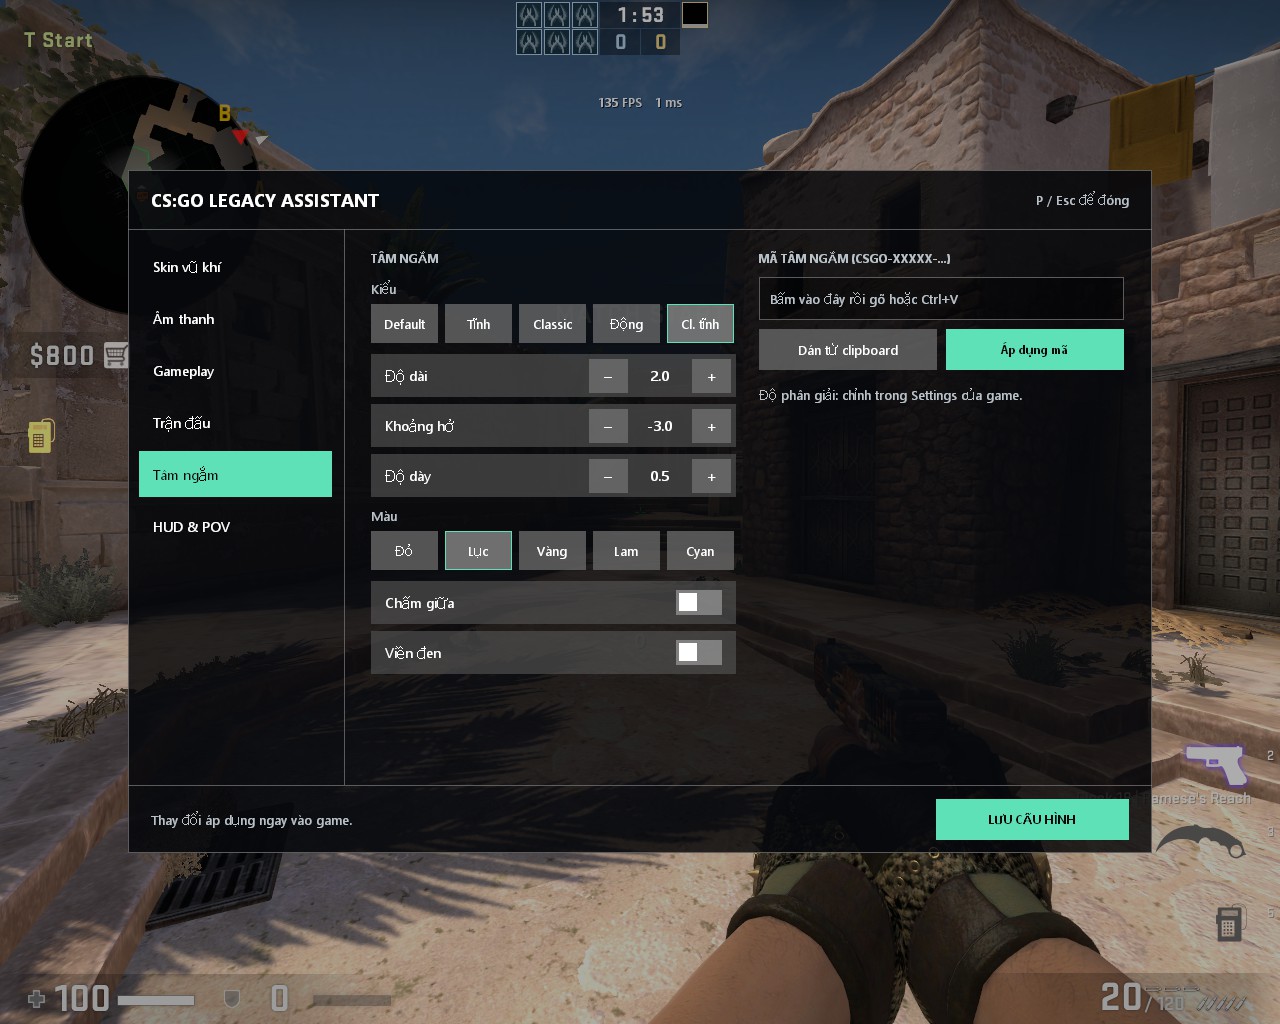 T Start
1:53
0 0
135 FPS 1 ms
B
CS:GO LEGACY ASSISTANT
P / Esc để đóng
Skin vũ khí
Âm thanh
Gameplay
Trận đấu
Tâm ngắm
HUD & POV
TÂM NGẮM
Kiểu
Default Tĩnh Classic Động Cl. tĩnh
Độ dài − 2.0 +
Khoảng hở − -3.0 +
Độ dày − 0.5 +
Màu
Đỏ Lục Vàng Lam Cyan
Chấm giữa
Viền đen
MÃ TÂM NGẮM (CSGO-XXXXX-...)
Bấm vào đây rồi gõ hoặc Ctrl+V
Dán từ clipboard Áp dụng mã
Độ phân giải: chỉnh trong Settings của game.
Thay đổi áp dụng ngay vào game.
LƯU CẤU HÌNH
$800
2
Ramese's Reach
3
5
100 0
20 / 120